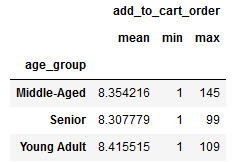 add_to_cart_order
mean min max
age_group
Middle-Aged 8.354216 1 145
Senior 8.307779 1 99
Young Adult 8.415515 1 109